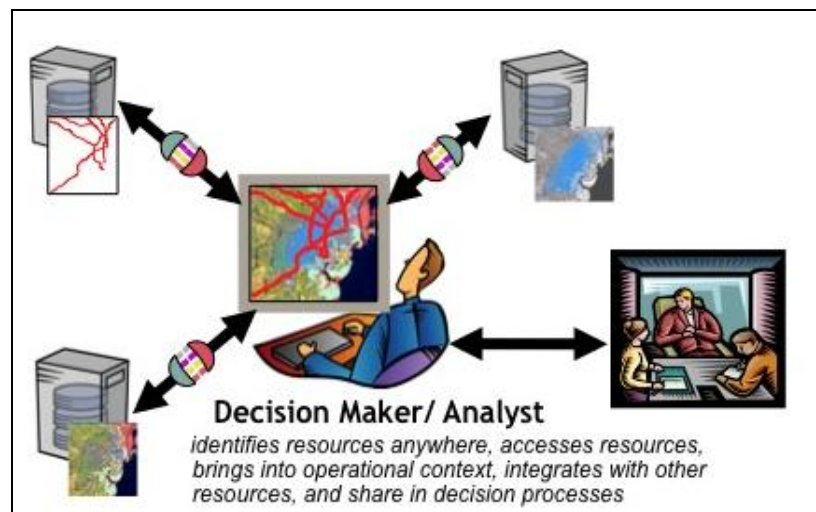 Decision Maker/ Analyst
identifies resources anywhere, accesses resources,
brings into operational context, integrates with other
resources, and share in decision processes